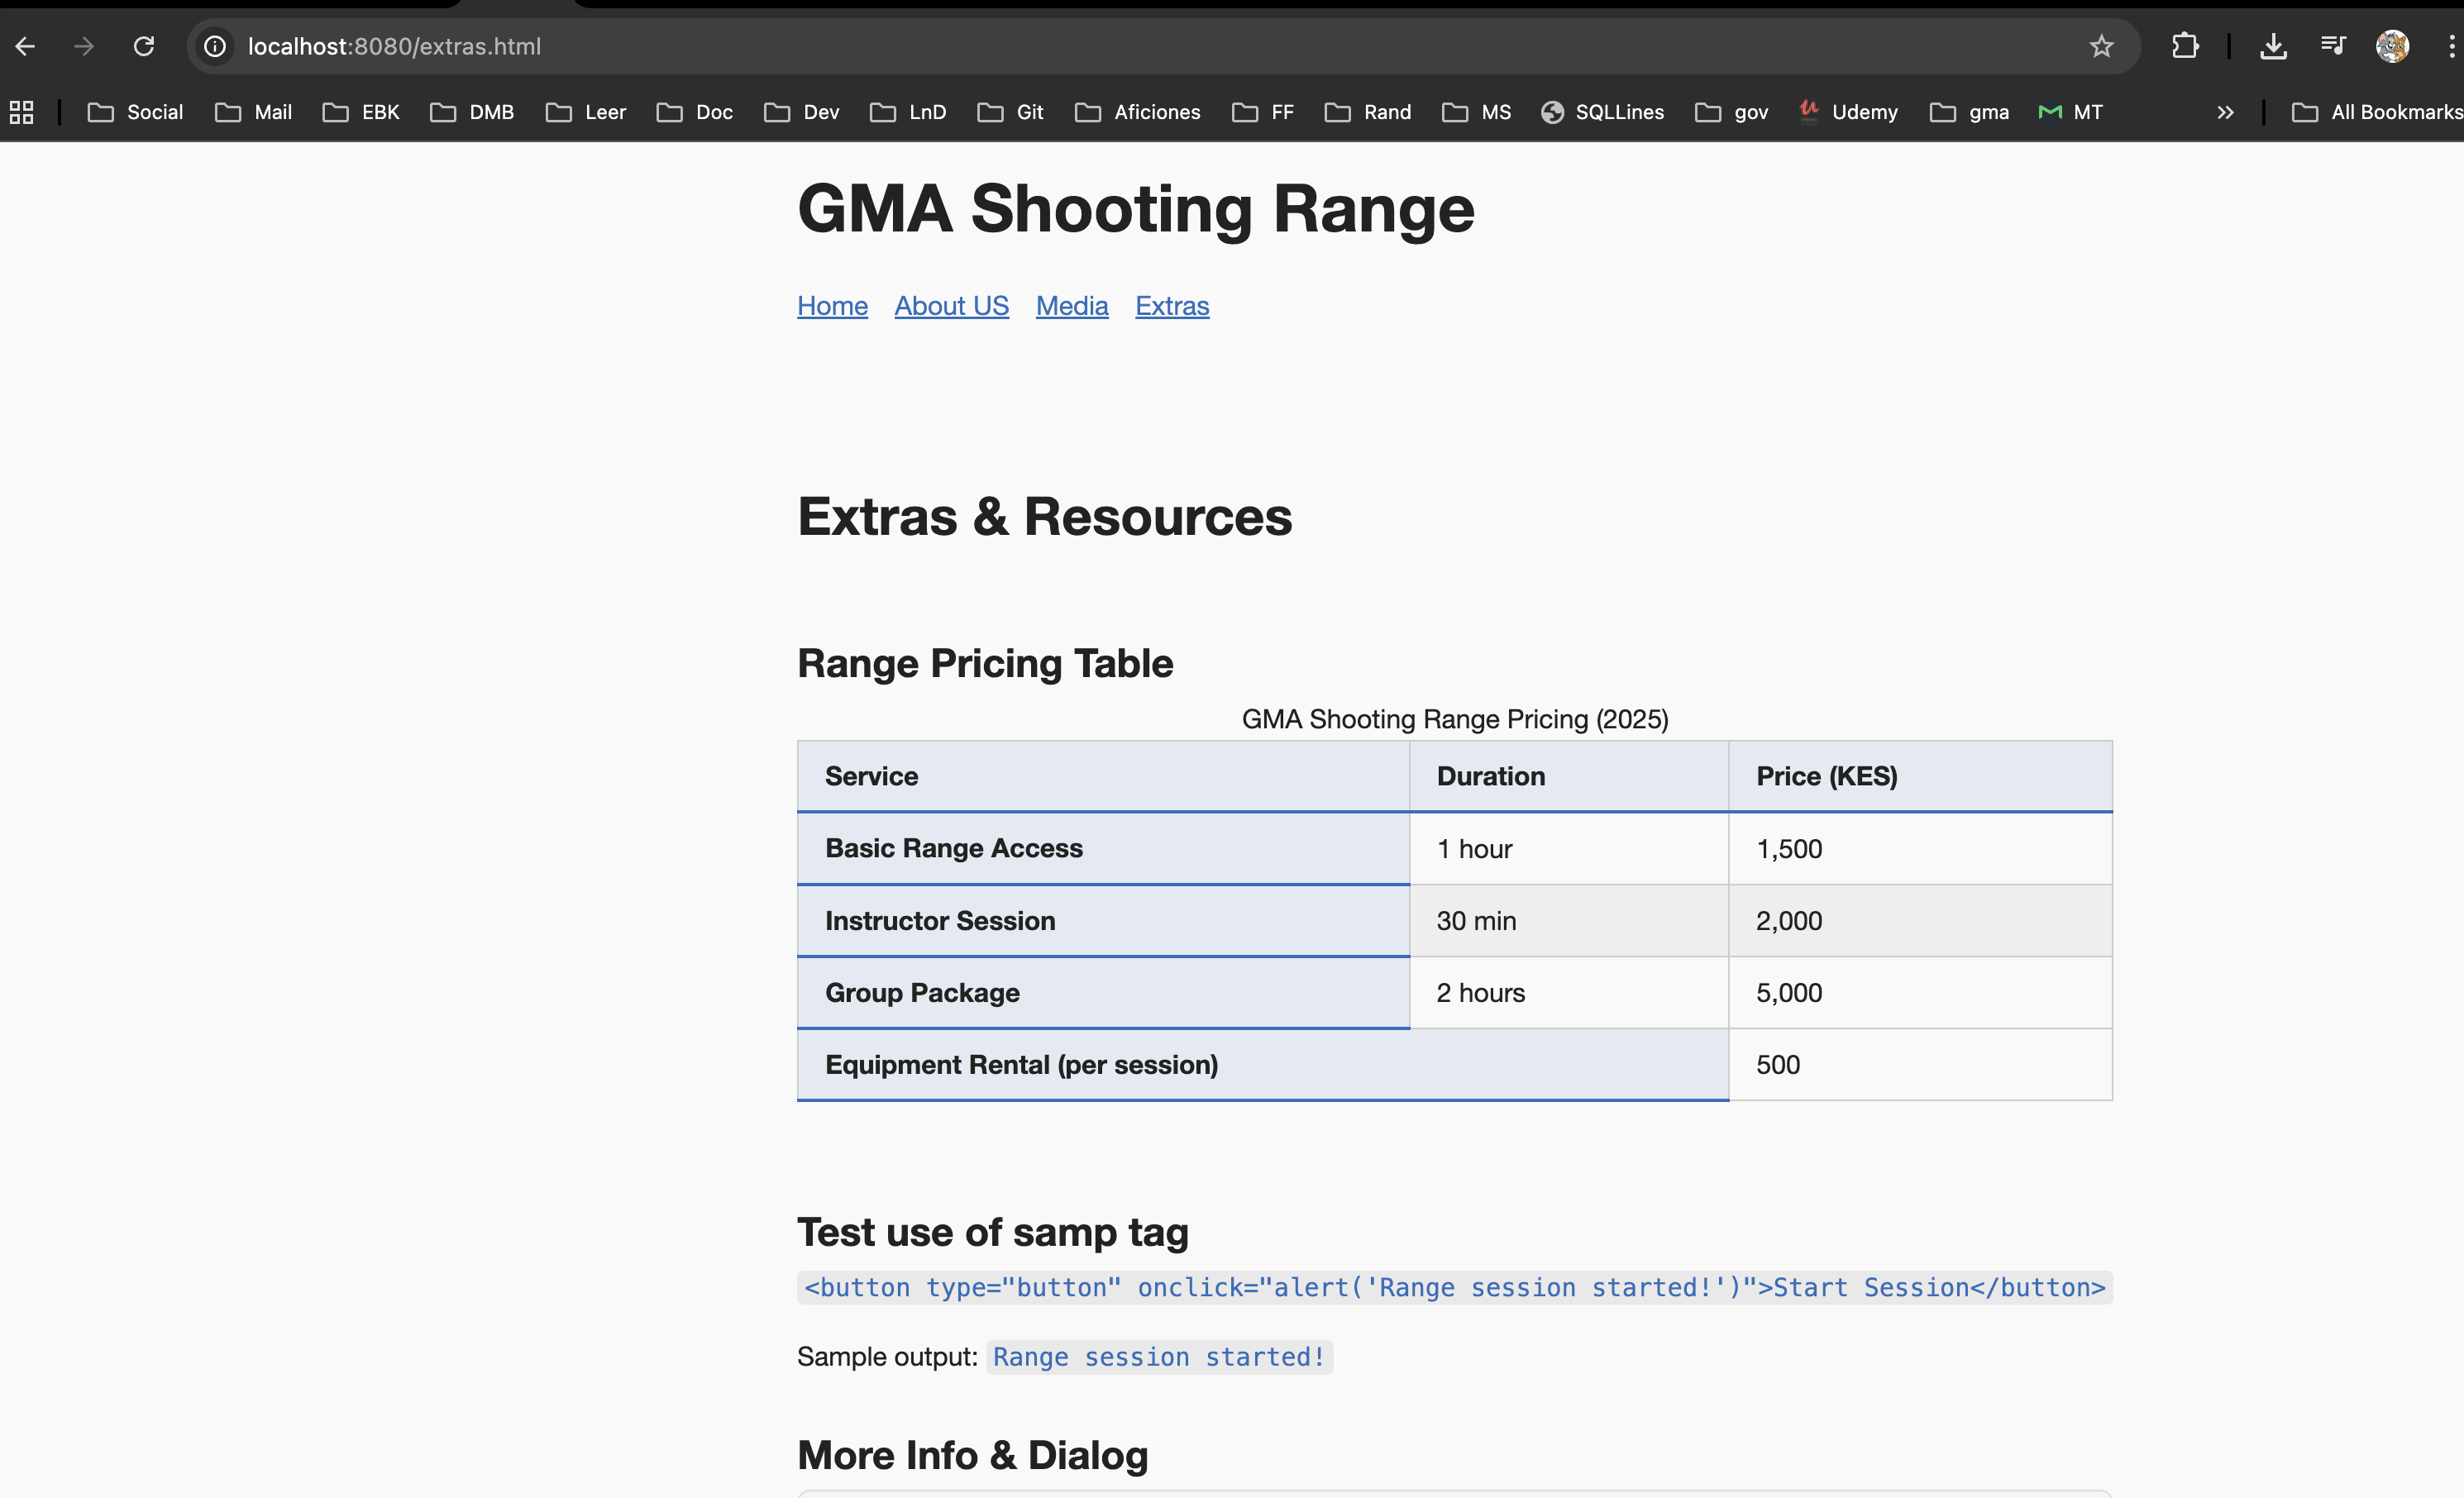 localhost:8080/extras.html
Social Mail EBK DMB Leer Doc Dev LnD Git Aficiones FF Rand MS SQLLines gov Udemy gma MT All Bookmarks
GMA Shooting Range
Home About US Media Extras
Extras & Resources
Range Pricing Table
GMA Shooting Range Pricing (2025)
Service Duration Price (KES)
Basic Range Access 1 hour 1,500
Instructor Session 30 min 2,000
Group Package 2 hours 5,000
Equipment Rental (per session) 500
Test use of samp tag
<button type="button" onclick="alert('Range session started!')">Start Session</button>
Sample output: Range session started!
More Info & Dialog